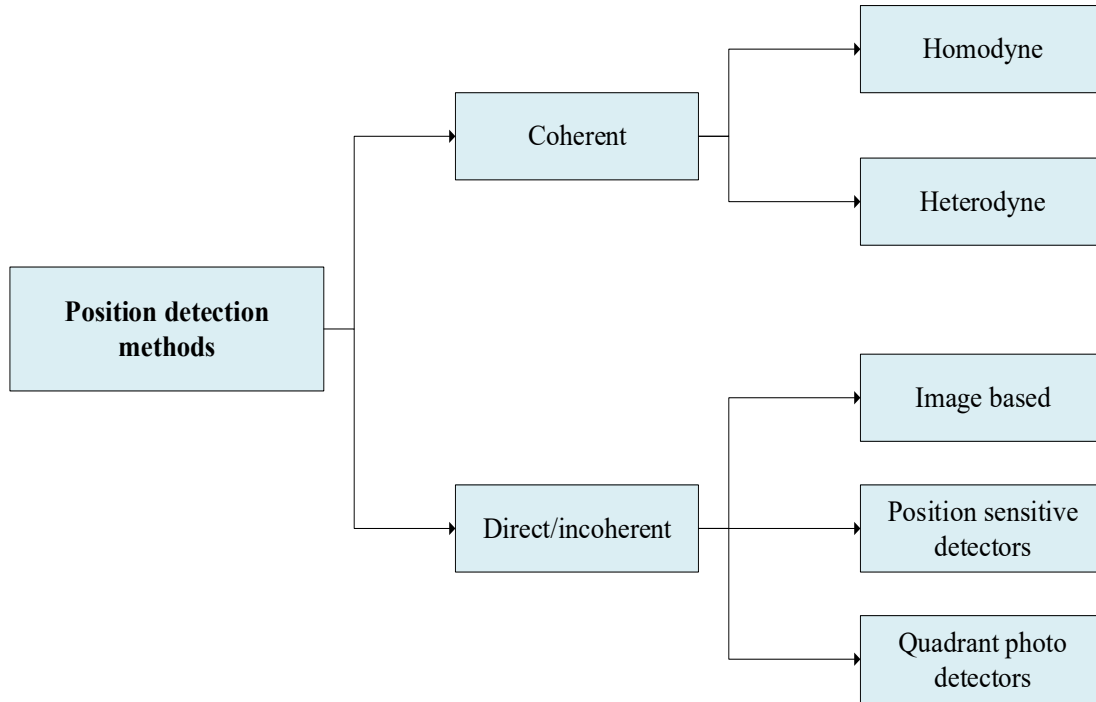 Homodyne
Coherent
Heterodyne
Position detection
methods
Image based
Direct/incoherent
Position sensitive
detectors
Quadrant photo
detectors